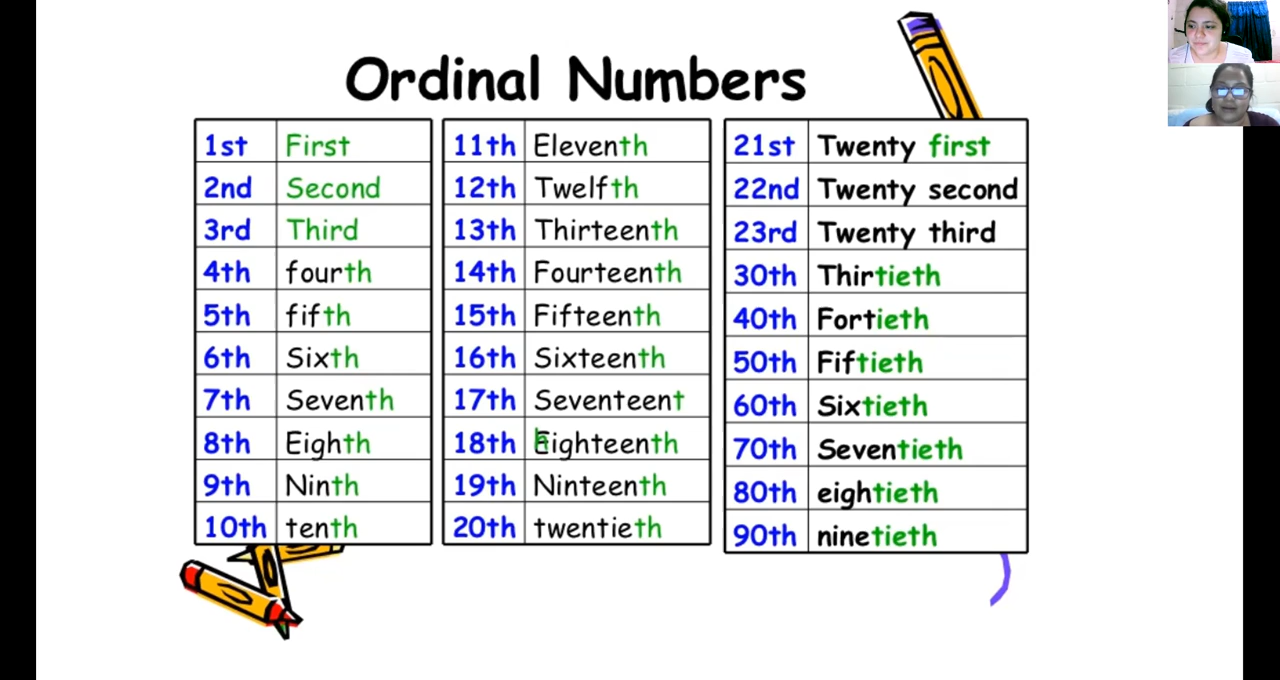 Ordinal Numbers
1st First
2nd Second
3rd Third
4th fourth
5th fifth
6th Sixth
7th Seventh
8th Eighth
9th Ninth
10th tenth
11th Eleventh
12th Twelfth
13th Thirteenth
14th Fourteenth
15th Fifteenth
16th Sixteenth
17th Seventeent
h
18th Eighteenth
19th Ninteenth
20th twentieth
21st Twenty first
22nd Twenty second
23rd Twenty third
30th Thirtieth
40th Fortieth
50th Fiftieth
60th Sixtieth
70th Seventieth
80th eightieth
90th ninetieth